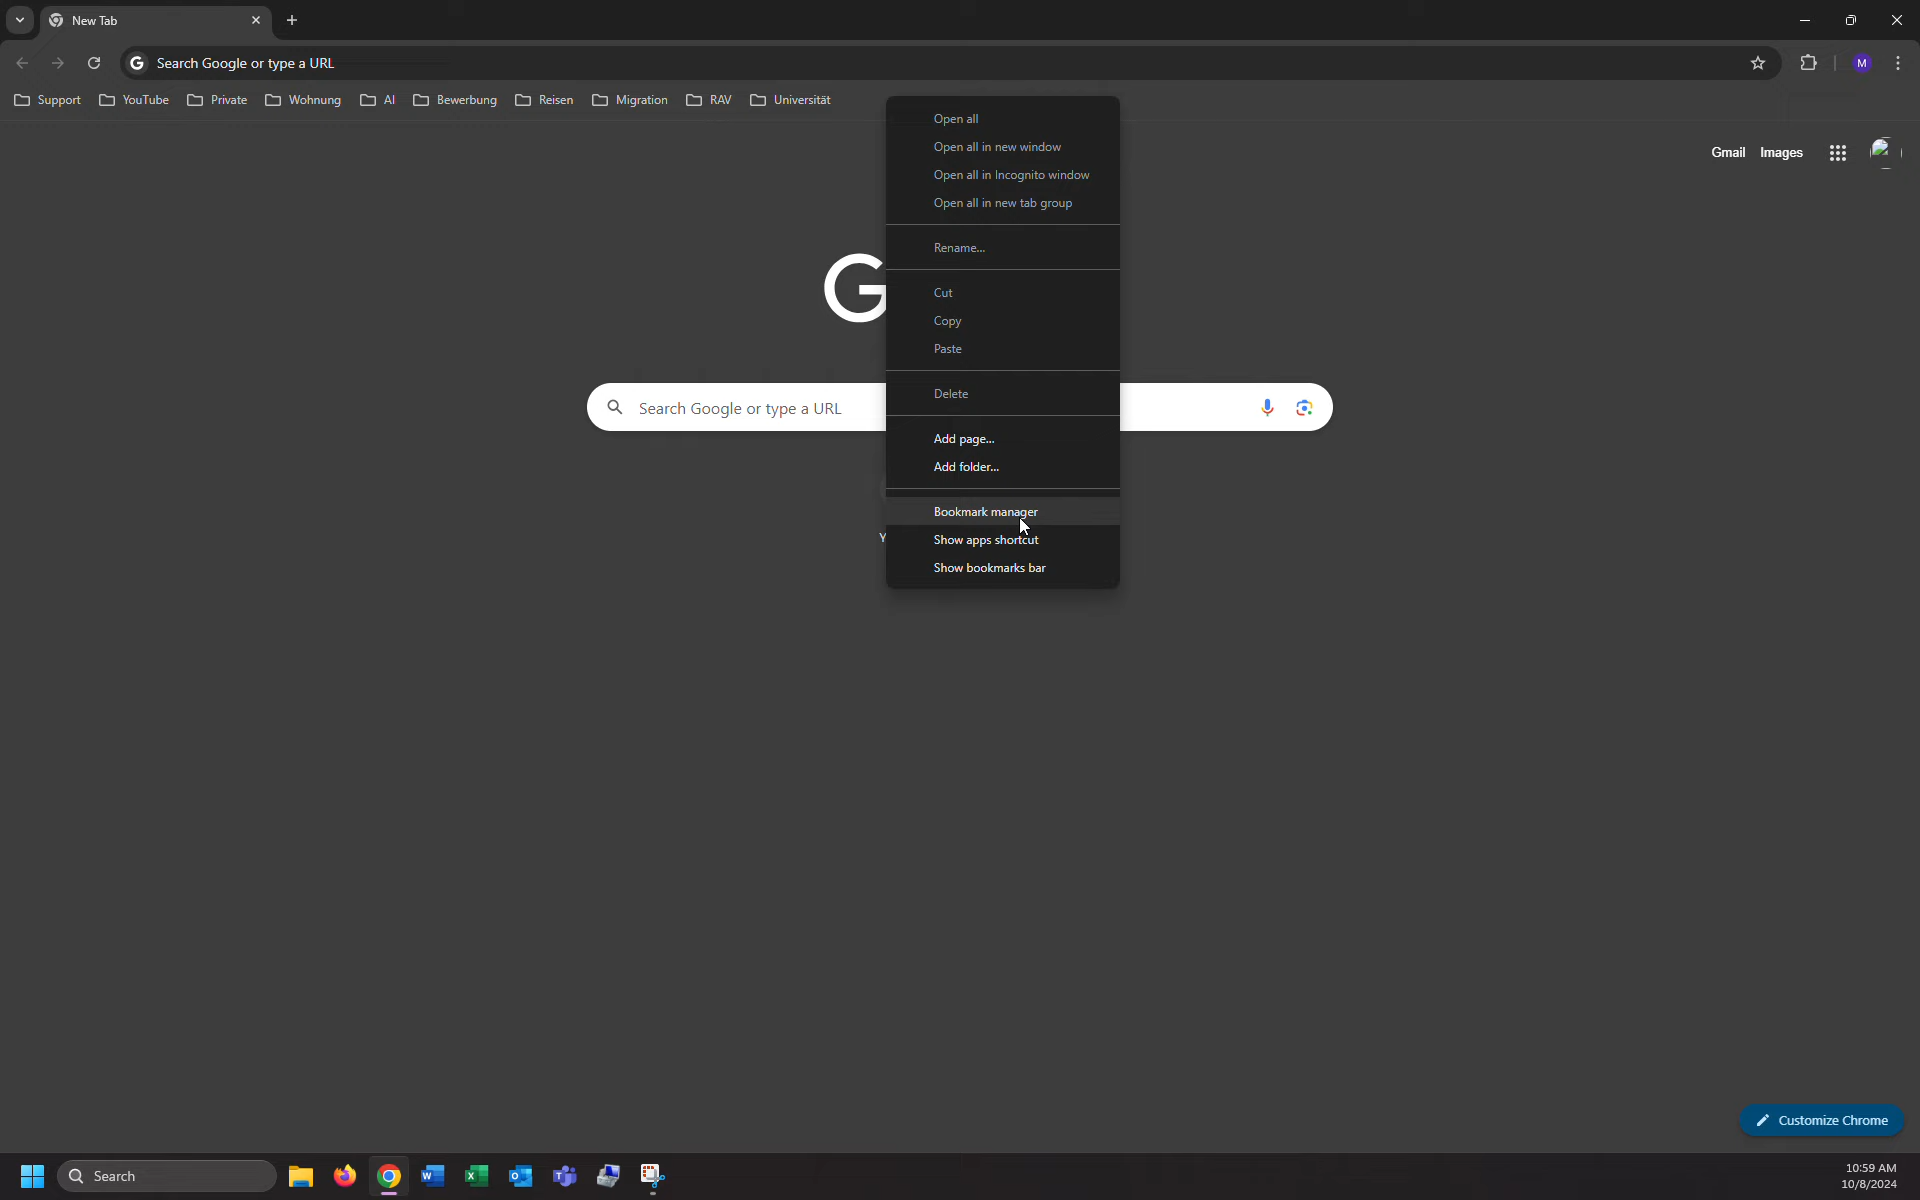 New Tab
Search Google or type a URL
Support YouTube Private Wohnung AI Bewerbung Reisen Migration RAV Universität
Gmail Images
G
Search Google or type a URL
Y
Open all
Open all in new window
Open all in Incognito window
Open all in new tab group
Rename...
Cut
Copy
Paste
Delete
Add page...
Add folder...
Bookmark manager
Show apps shortcut
Show bookmarks bar
M
Customize Chrome
Search
10:59 AM
10/8/2024